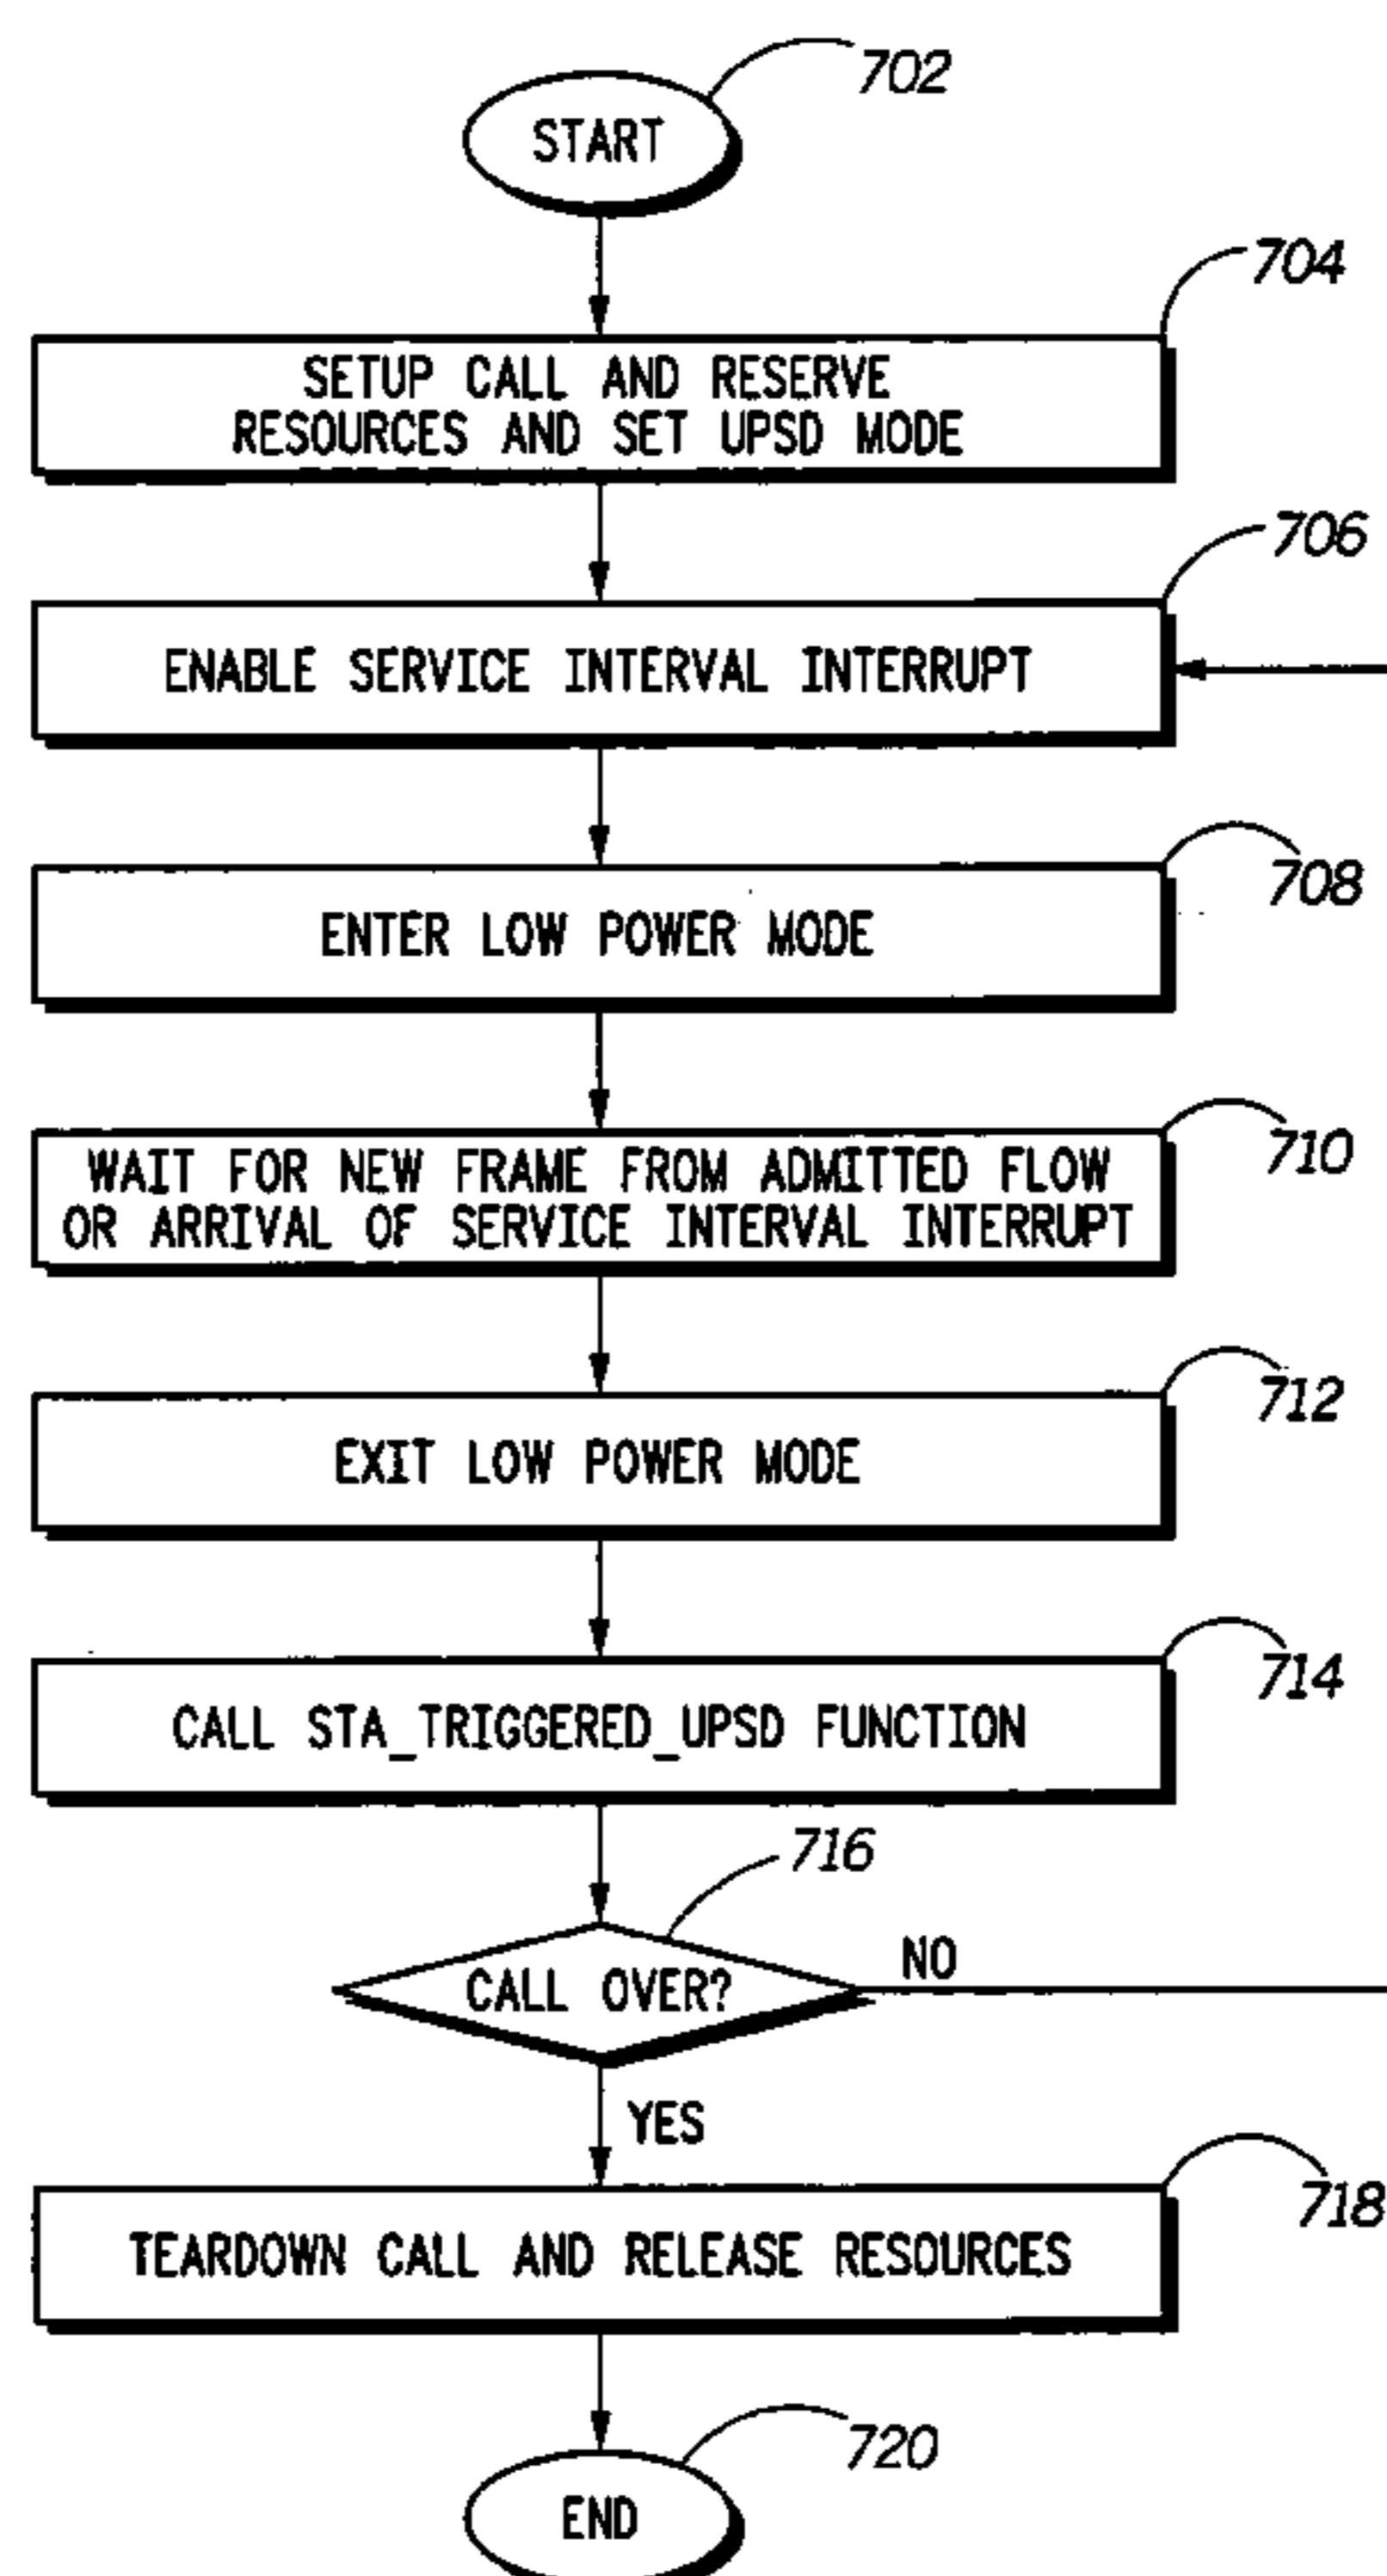 702
START
704
SETUP CALL AND RESERVE
RESOURCES AND SET UPSD MODE
706
ENABLE SERVICE INTERVAL INTERRUPT
708
ENTER LOW POWER MODE
710
WAIT FOR NEW FRAME FROM ADMITTED FLOW
OR ARRIVAL OF SERVICE INTERVAL INTERRUPT
712
EXIT LOW POWER MODE
714
CALL STA_TRIGGERED_UPSD FUNCTION
716
CALL OVER?
NO
YES
718
TEARDOWN CALL AND RELEASE RESOURCES
720
END